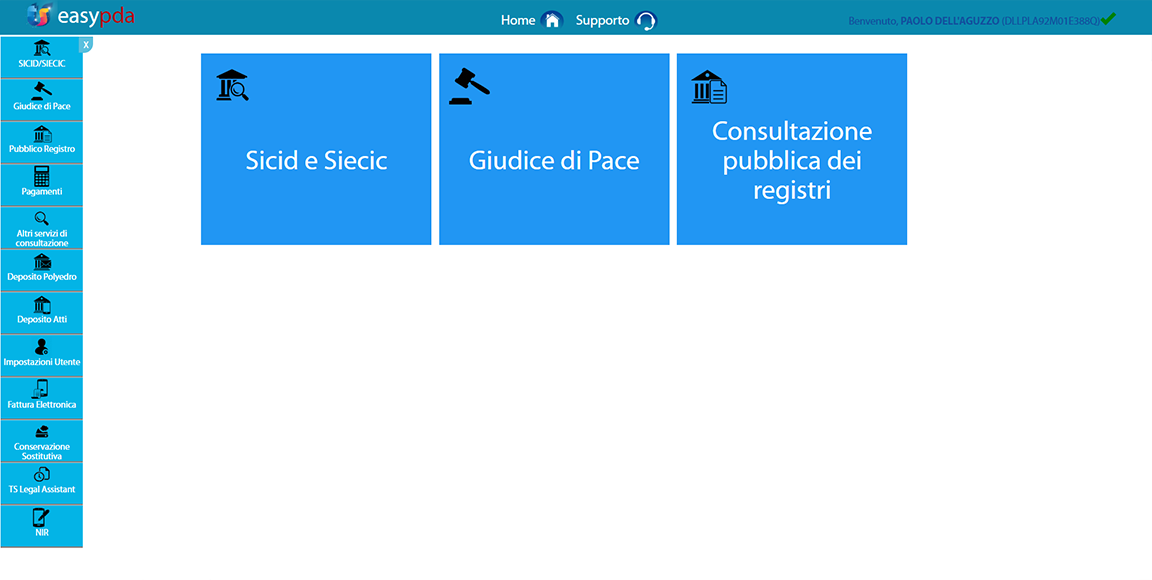 easypda
Home
Supporto
Benvenuto, PAOLO DELL'AGUZZO (DLLPLA92M01E388Q)
X
SICID/SIECIC
Giudice di Pace
Pubblico Registro
Pagamenti
Altri servizi di
consultazione
Deposito Polyedro
Deposito Atti
Impostazioni Utente
Fattura Elettronica
Conservazione
Sostitutiva
TS Legal Assistant
NIR
Sicid e Siecic
Giudice di Pace
Consultazione
pubblica dei
registri